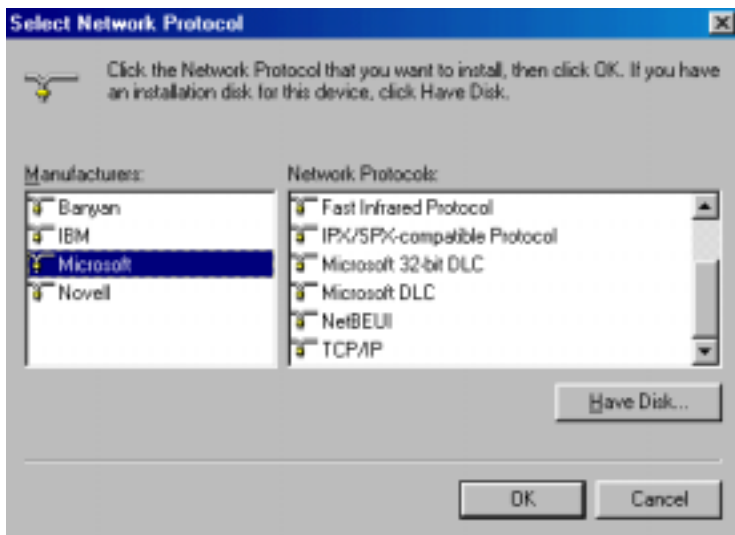 Select Network Protocol
Click the Network Protocol that you want to install, then click OK. If you have
an installation disk for this device, click Have Disk.
Manufacturers:
Banyan
IBM
Microsoft
Novell
Network Protocols:
Fast Infrared Protocol
IPX/SPX-compatible Protocol
Microsoft 32-bit DLC
Microsoft DLC
NetBEUI
TCP/IP
Have Disk...
OK
Cancel